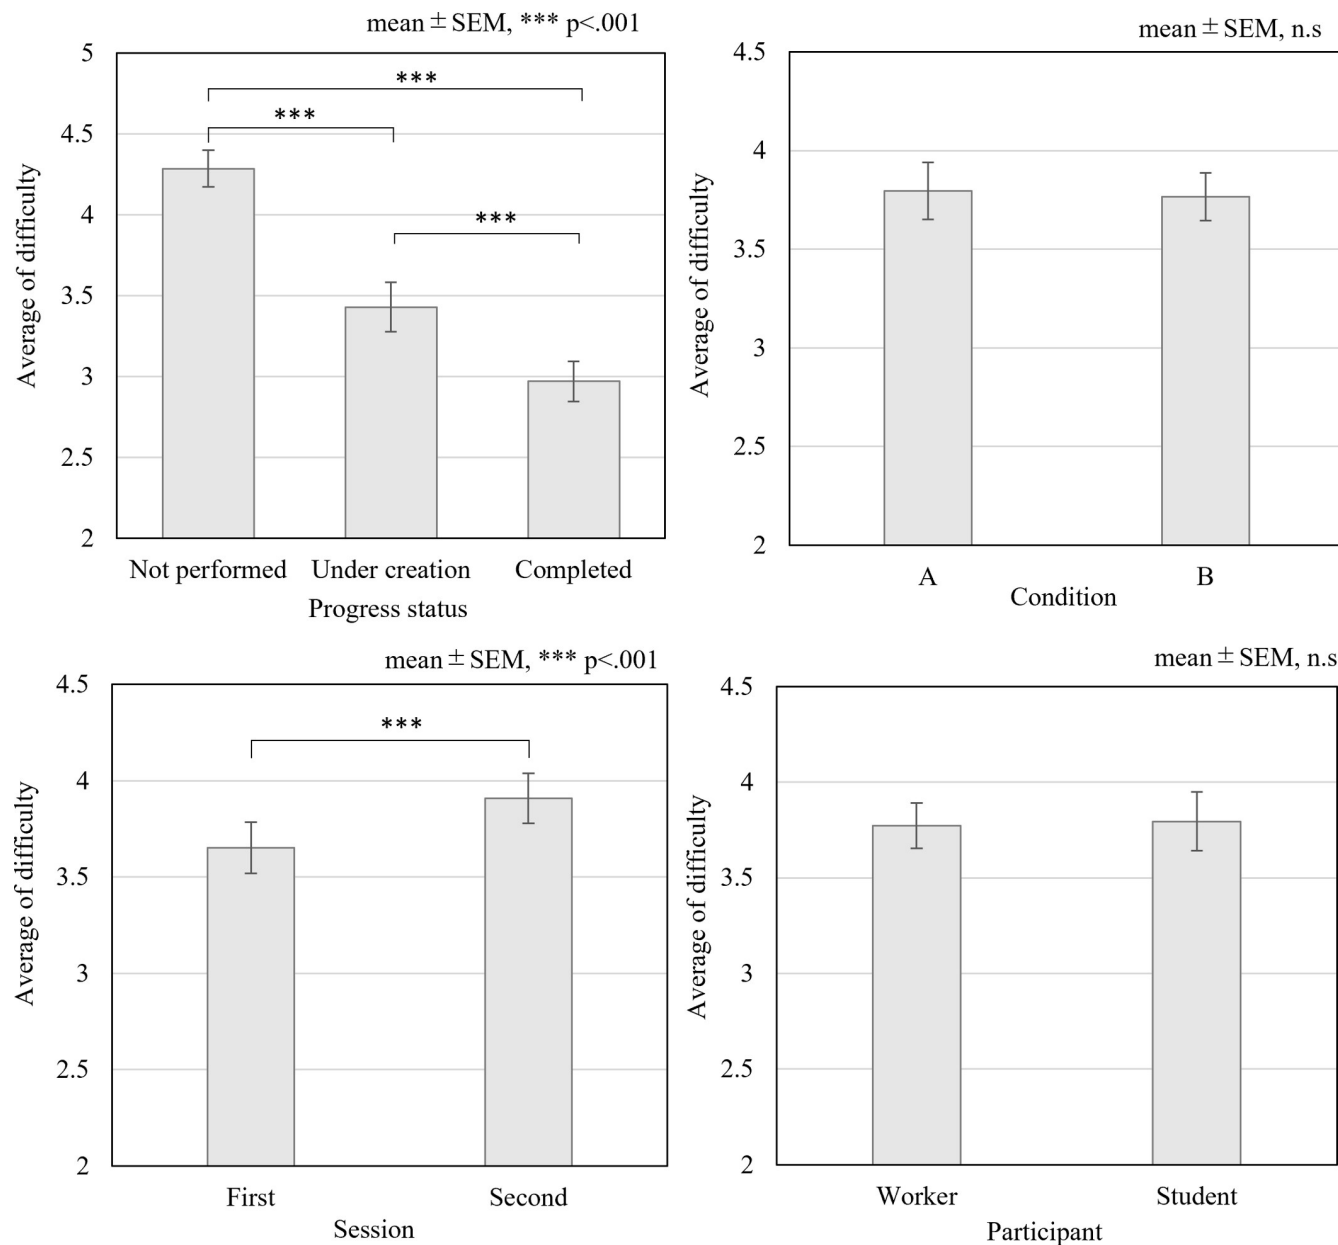 mean ± SEM, *** p<.001
5
4.5
4
3.5
3
2.5
2
Average of difficulty
***
***
***
Not performed Under creation Completed
Progress status
mean ± SEM, n.s
4.5
4
3.5
3
2.5
2
Average of difficulty
A B
Condition
mean ± SEM, *** p<.001
4.5
4
3.5
3
2.5
2
Average of difficulty
***
First Second
Session
mean ± SEM, n.s
4.5
4
3.5
3
2.5
2
Average of difficulty
Worker Student
Participant